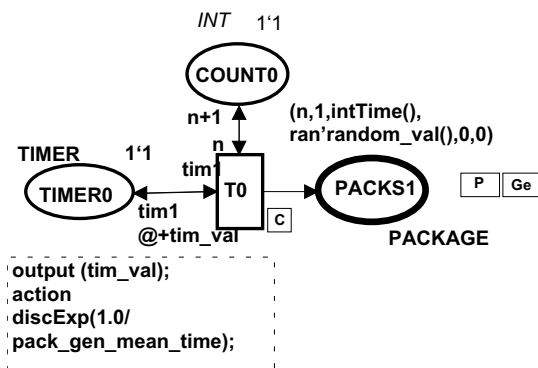 INT 1'1
COUNT0
n+1
n
(n,1,intTime(),
ran'random_val(),0,0)
TIMER 1'1
tim1
TIMER0
T0
PACKS1
P Ge
tim1
@+tim_val
C
PACKAGE
output (tim_val);
action
discExp(1.0/
pack_gen_mean_time);